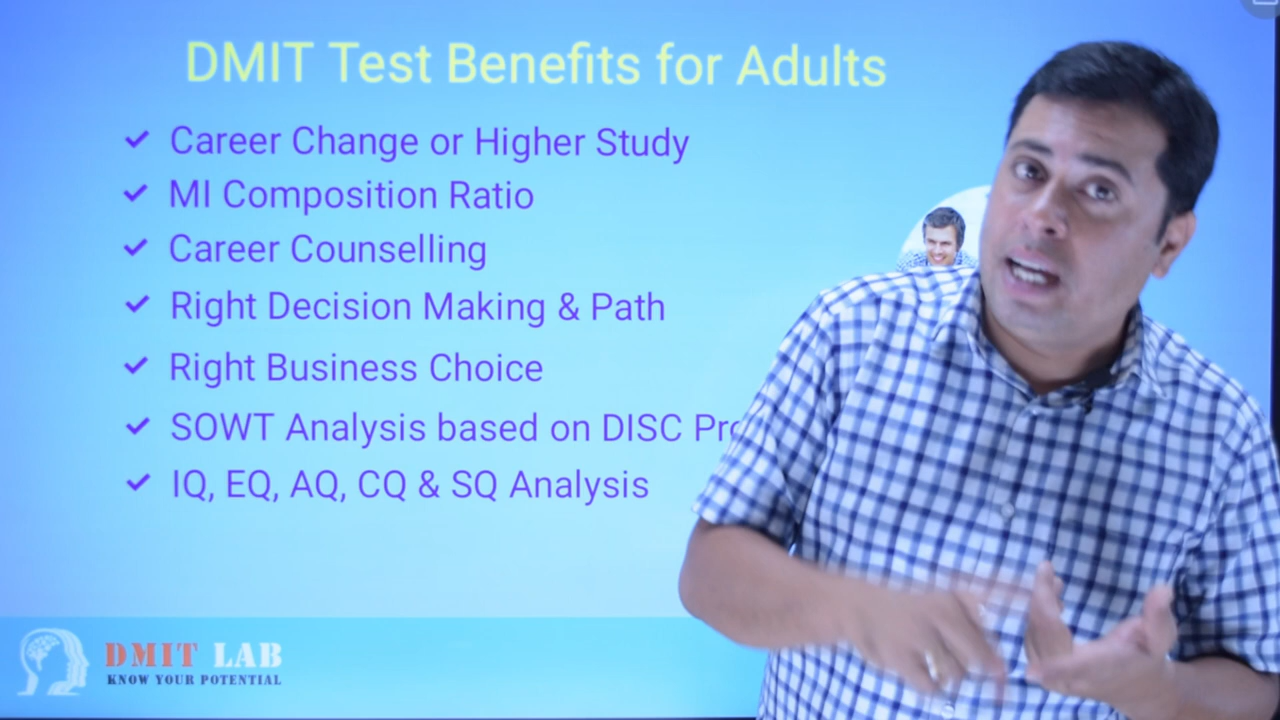 DMIT Test Benefits for Adults
Career Change or Higher Study
MI Composition Ratio
Career Counselling
Right Decision Making & Path
Right Business Choice
SOWT Analysis based on DISC
IQ, EQ, AQ, CQ & SQ Analysis
DMIT LAB
KNOW YOUR POTENTIAL